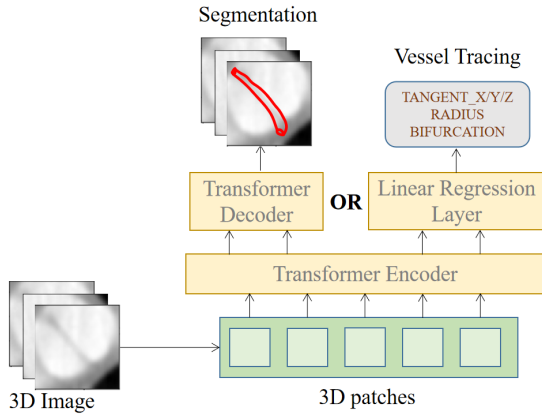 Segmentation
Vessel Tracing
TANGENT_X/Y/Z
RADIUS
BIFURCATION
Transformer
Decoder
OR
Linear Regression
Layer
Transformer Encoder
3D Image
3D patches